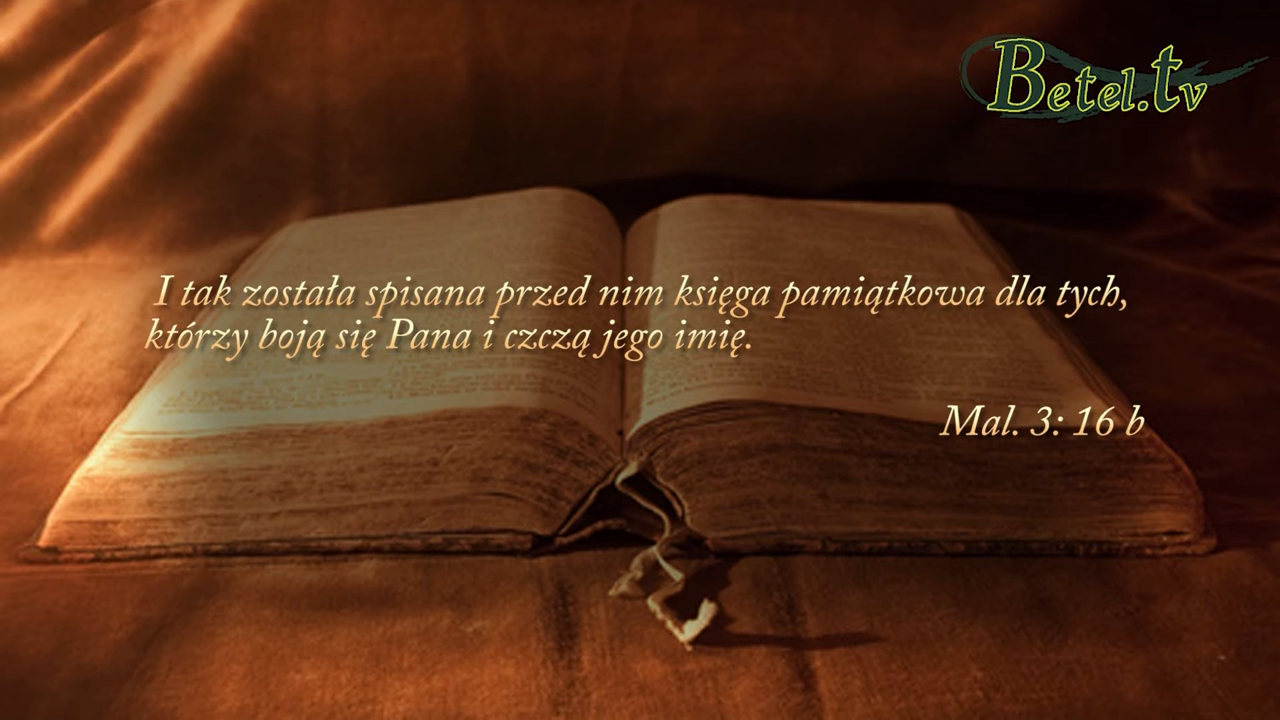 Betel.tv
I tak została spisana przed nim księga pamiątkowa dla tych,
którzy boją się Pana i czczą jego imię.
Mal. 3: 16 b